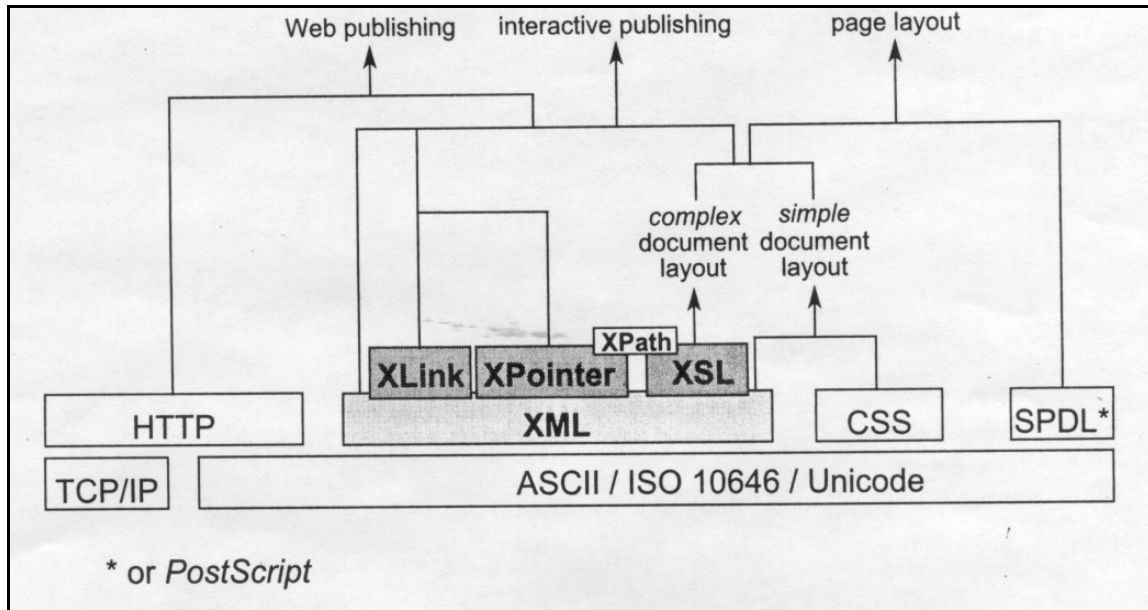 Web publishing
interactive publishing
page layout
complex
document
layout
simple
document
layout
XPath
XLink
XPointer
XSL
XML
HTTP
CSS
SPDL*
TCP/IP
ASCII / ISO 10646 / Unicode
* or PostScript